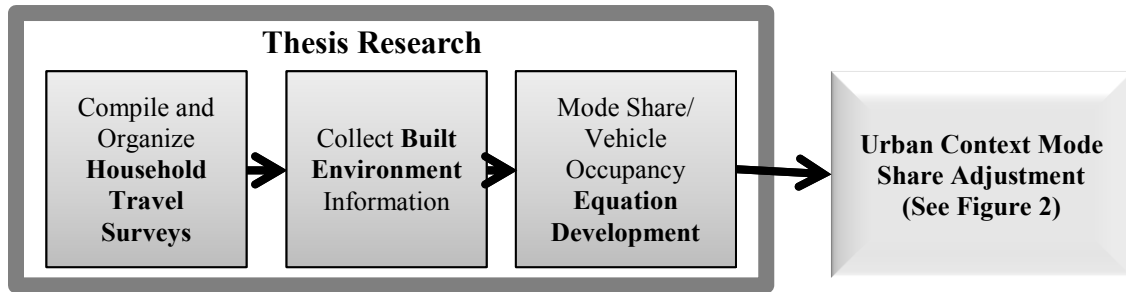 Thesis Research
Compile and
Organize
Household
Travel
Surveys
Collect Built
Environment
Information
Mode Share/
Vehicle
Occupancy
Equation
Development
Urban Context Mode
Share Adjustment
(See Figure 2)